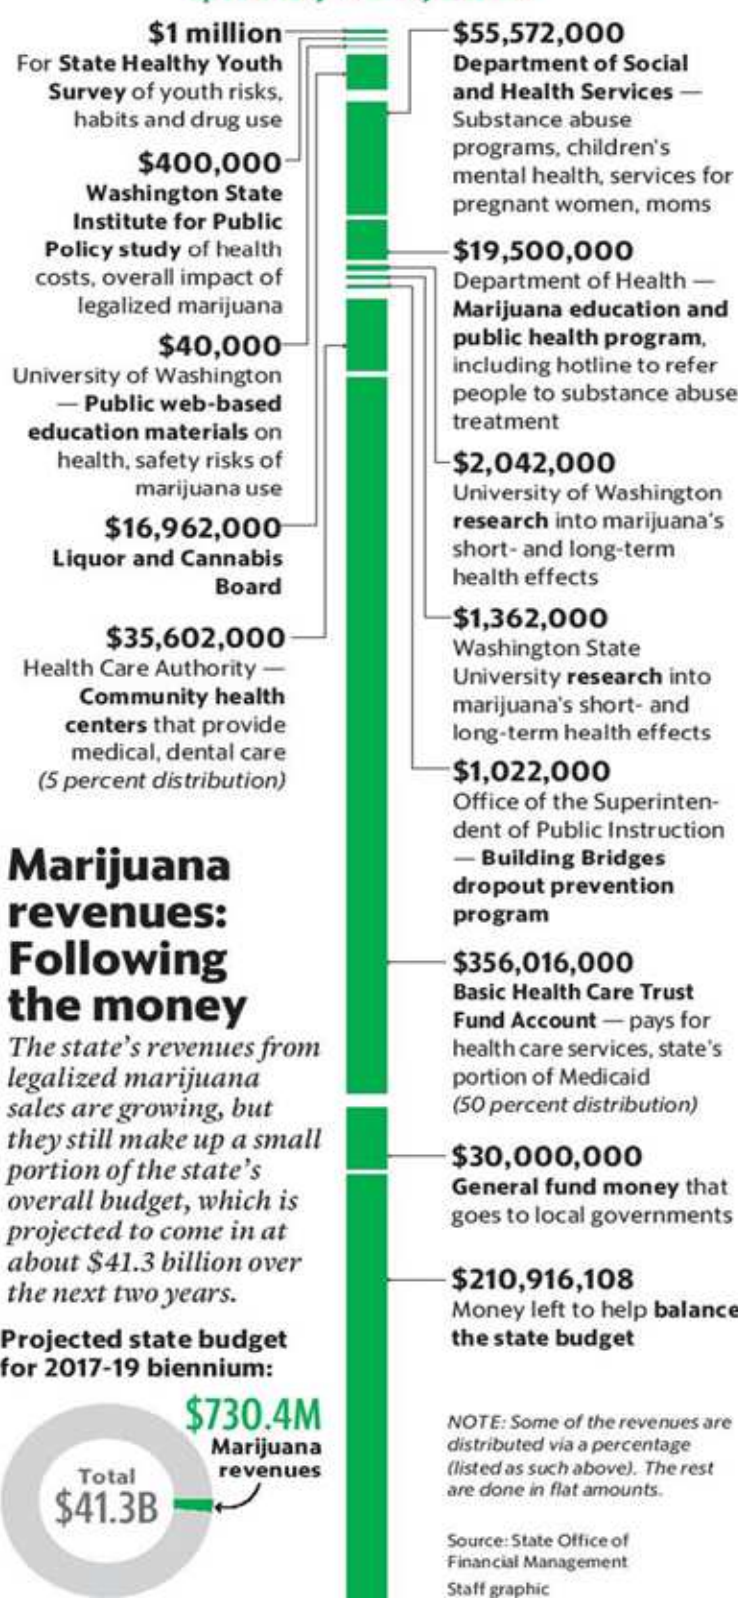 $1 million
For State Healthy Youth
Survey of youth risks,
habits and drug use
$400,000
Washington State
Institute for Public
Policy study of health
costs, overall impact of
legalized marijuana
$40,000
University of Washington
— Public web-based
education materials on
health, safety risks of
marijuana use
$16,962,000
Liquor and Cannabis
Board
$35,602,000
Health Care Authority —
Community health
centers that provide
medical, dental care
(5 percent distribution)
$55,572,000
Department of Social
and Health Services —
Substance abuse
programs, children's
mental health, services for
pregnant women, moms
$19,500,000
Department of Health —
Marijuana education and
public health program,
including hotline to refer
people to substance abuse
treatment
$2,042,000
University of Washington
research into marijuana's
short- and long-term
health effects
$1,362,000
Washington State
University research into
marijuana's short- and
long-term health effects
$1,022,000
Office of the Superinten-
dent of Public Instruction
— Building Bridges
dropout prevention
program
$356,016,000
Basic Health Care Trust
Fund Account — pays for
health care services, state's
portion of Medicaid
(50 percent distribution)
$30,000,000
General fund money that
goes to local governments
$210,916,108
Money left to help balance
the state budget
Marijuana
revenues:
Following
the money
The state's revenues from
legalized marijuana
sales are growing, but
they still make up a small
portion of the state's
overall budget, which is
projected to come in at
about $41.3 billion over
the next two years.
Projected state budget
for 2017-19 biennium:
$730.4M
Marijuana
revenues
Total
$41.3B
NOTE: Some of the revenues are
distributed via a percentage
(listed as such above). The rest
are done in flat amounts.
Source: State Office of
Financial Management
Staff graphic